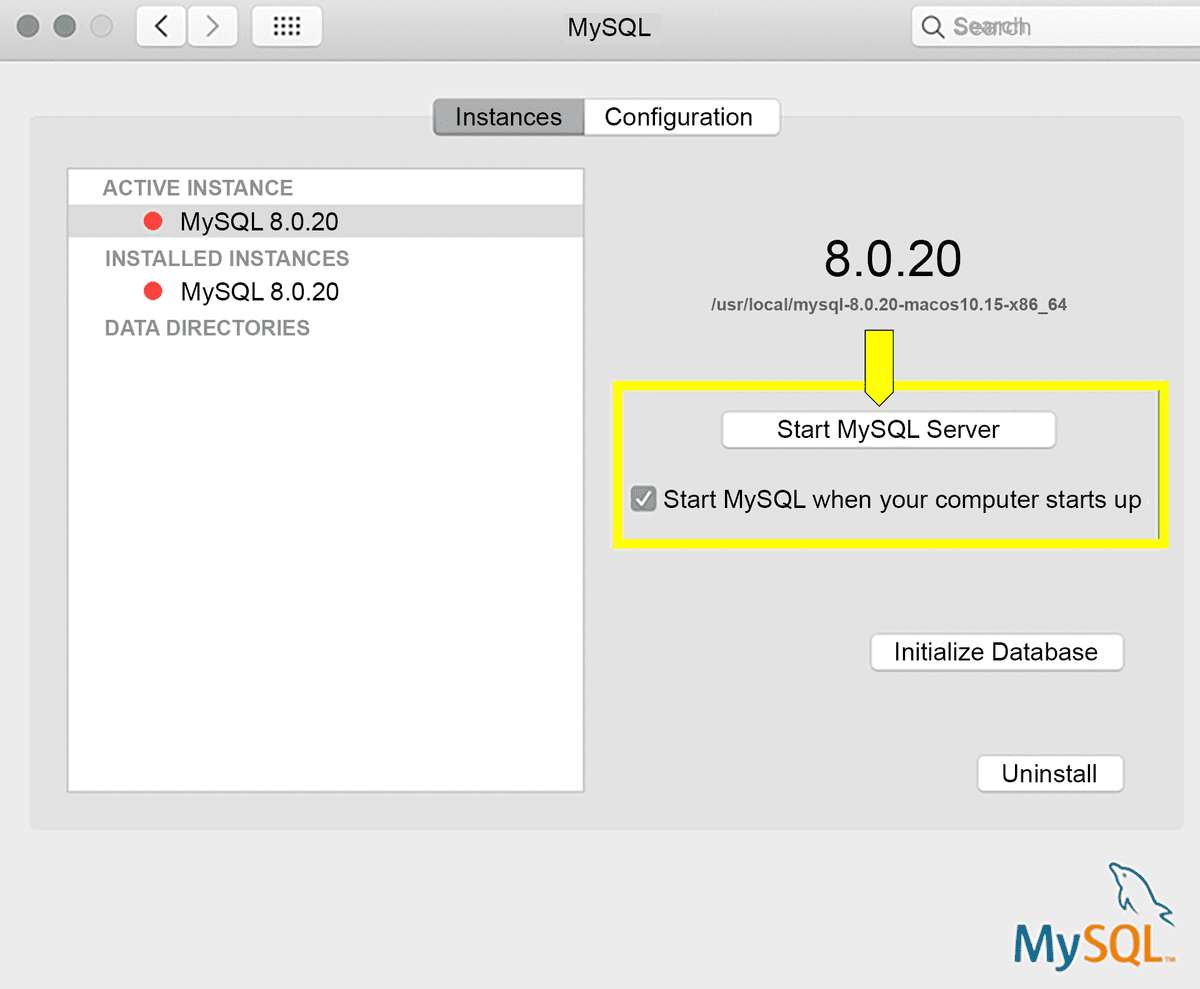 MySQL
Search
Instances Configuration
ACTIVE INSTANCE
MySQL 8.0.20
INSTALLED INSTANCES
MySQL 8.0.20
DATA DIRECTORIES
8.0.20
/usr/local/mysql-8.0.20-macos10.15-x86_64
Start MySQL Server
Start MySQL when your computer starts up
Initialize Database
Uninstall
MySQL™